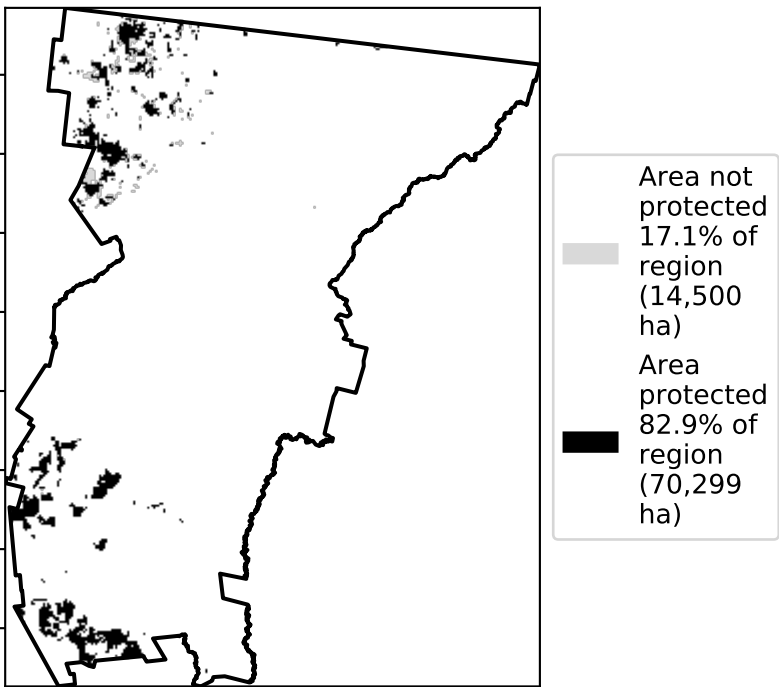 Area not
protected
17.1% of
region
(14,500
ha)
Area
protected
82.9% of
region
(70,299
ha)